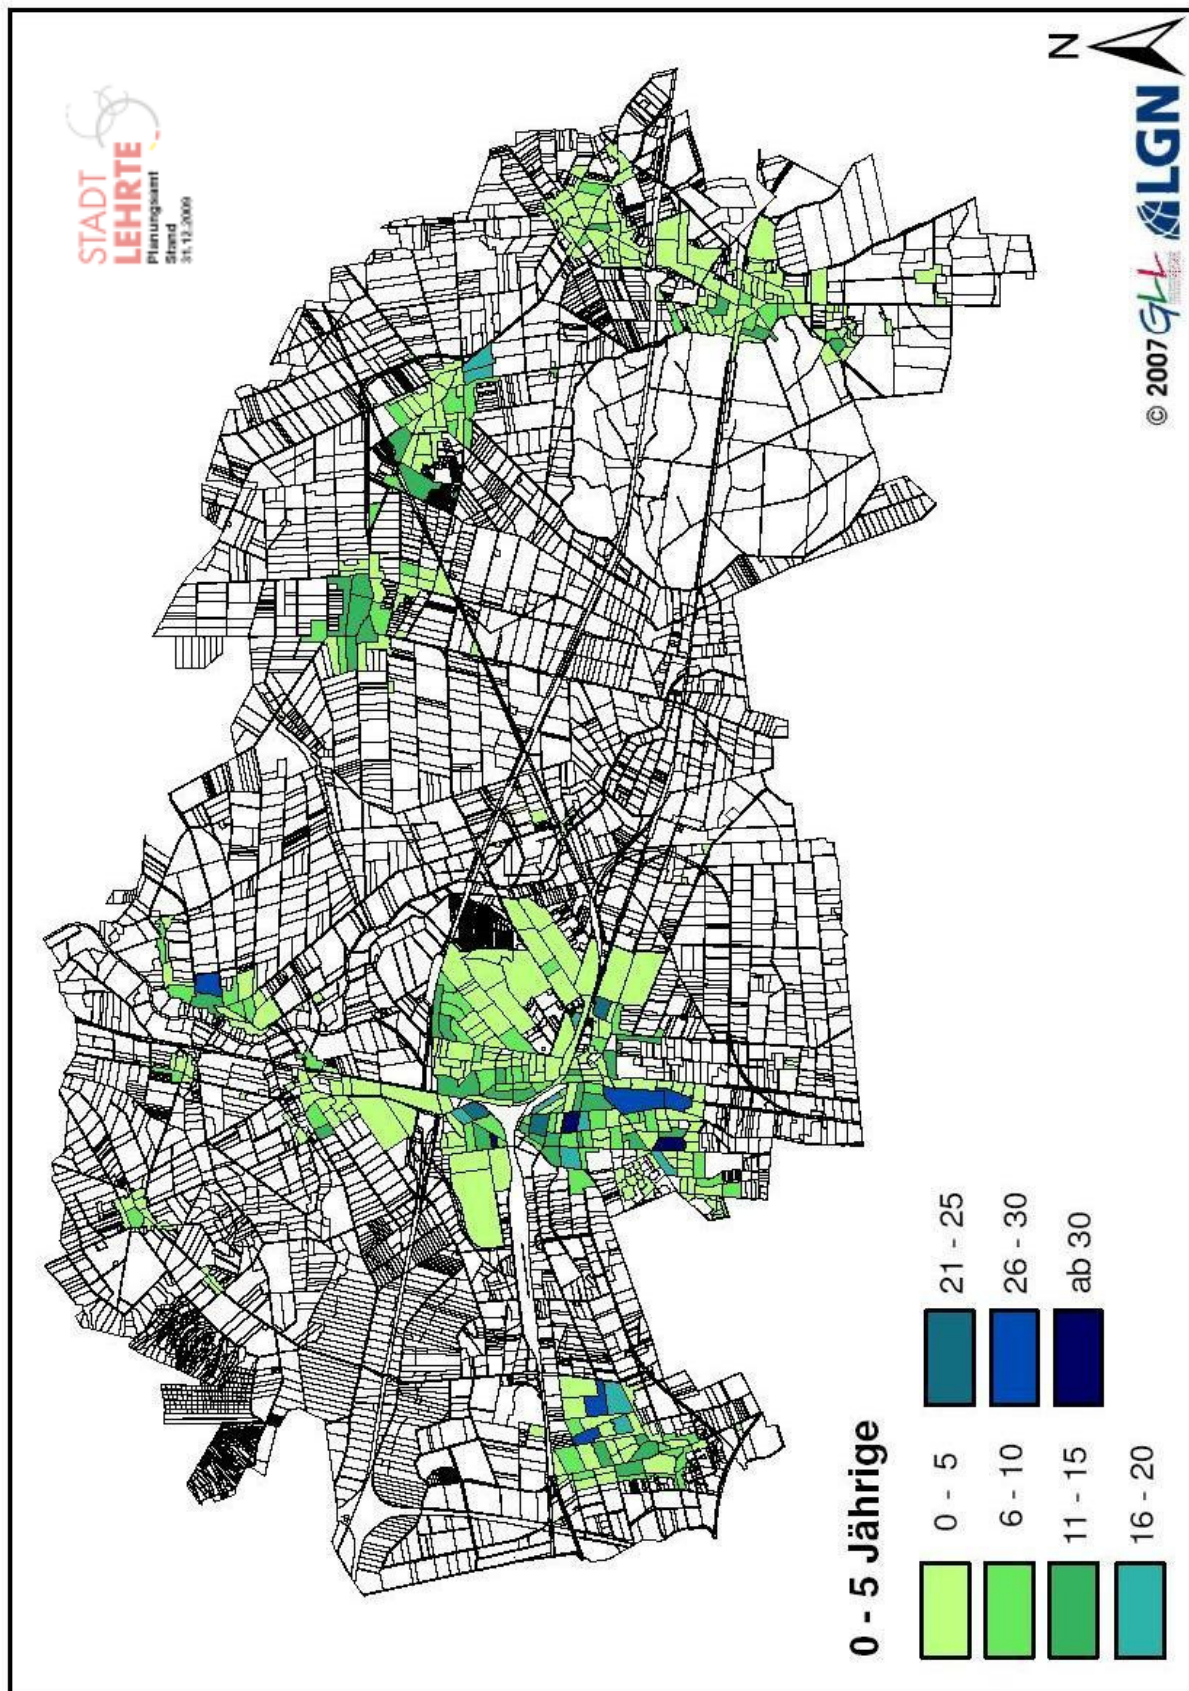 STADT
LEHRTE
Planungsamt
Stand
31.12.2009
N
0 - 5 Jährige
0 - 5
6 - 10
11 - 15
16 - 20
21 - 25
26 - 30
ab 30
© 2007 GLL LGN